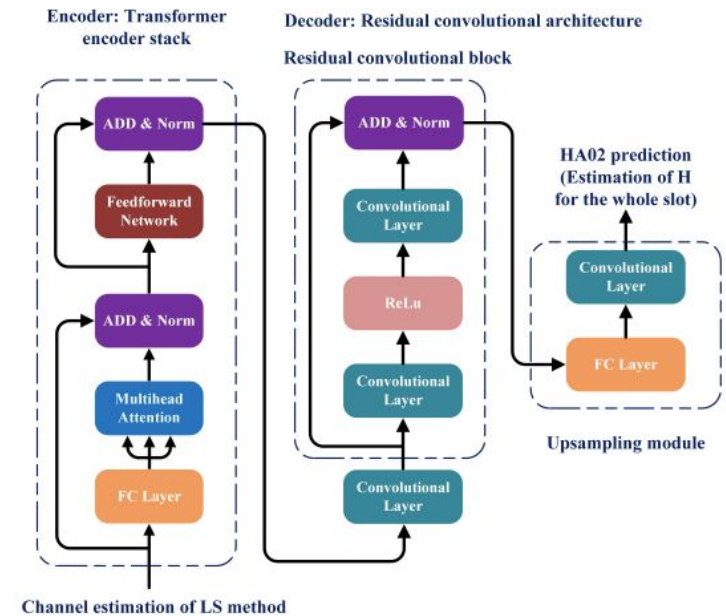 Encoder: Transformer
encoder stack
ADD & Norm
Feedforward
Network
ADD & Norm
Multihead
Attention
FC Layer
Channel estimation of LS method
Decoder: Residual convolutional architecture
Residual convolutional block
ADD & Norm
Convolutional
Layer
ReLu
Convolutional
Layer
Convolutional
Layer
HA02 prediction
(Estimation of H
for the whole slot)
Convolutional
Layer
FC Layer
Upsampling module